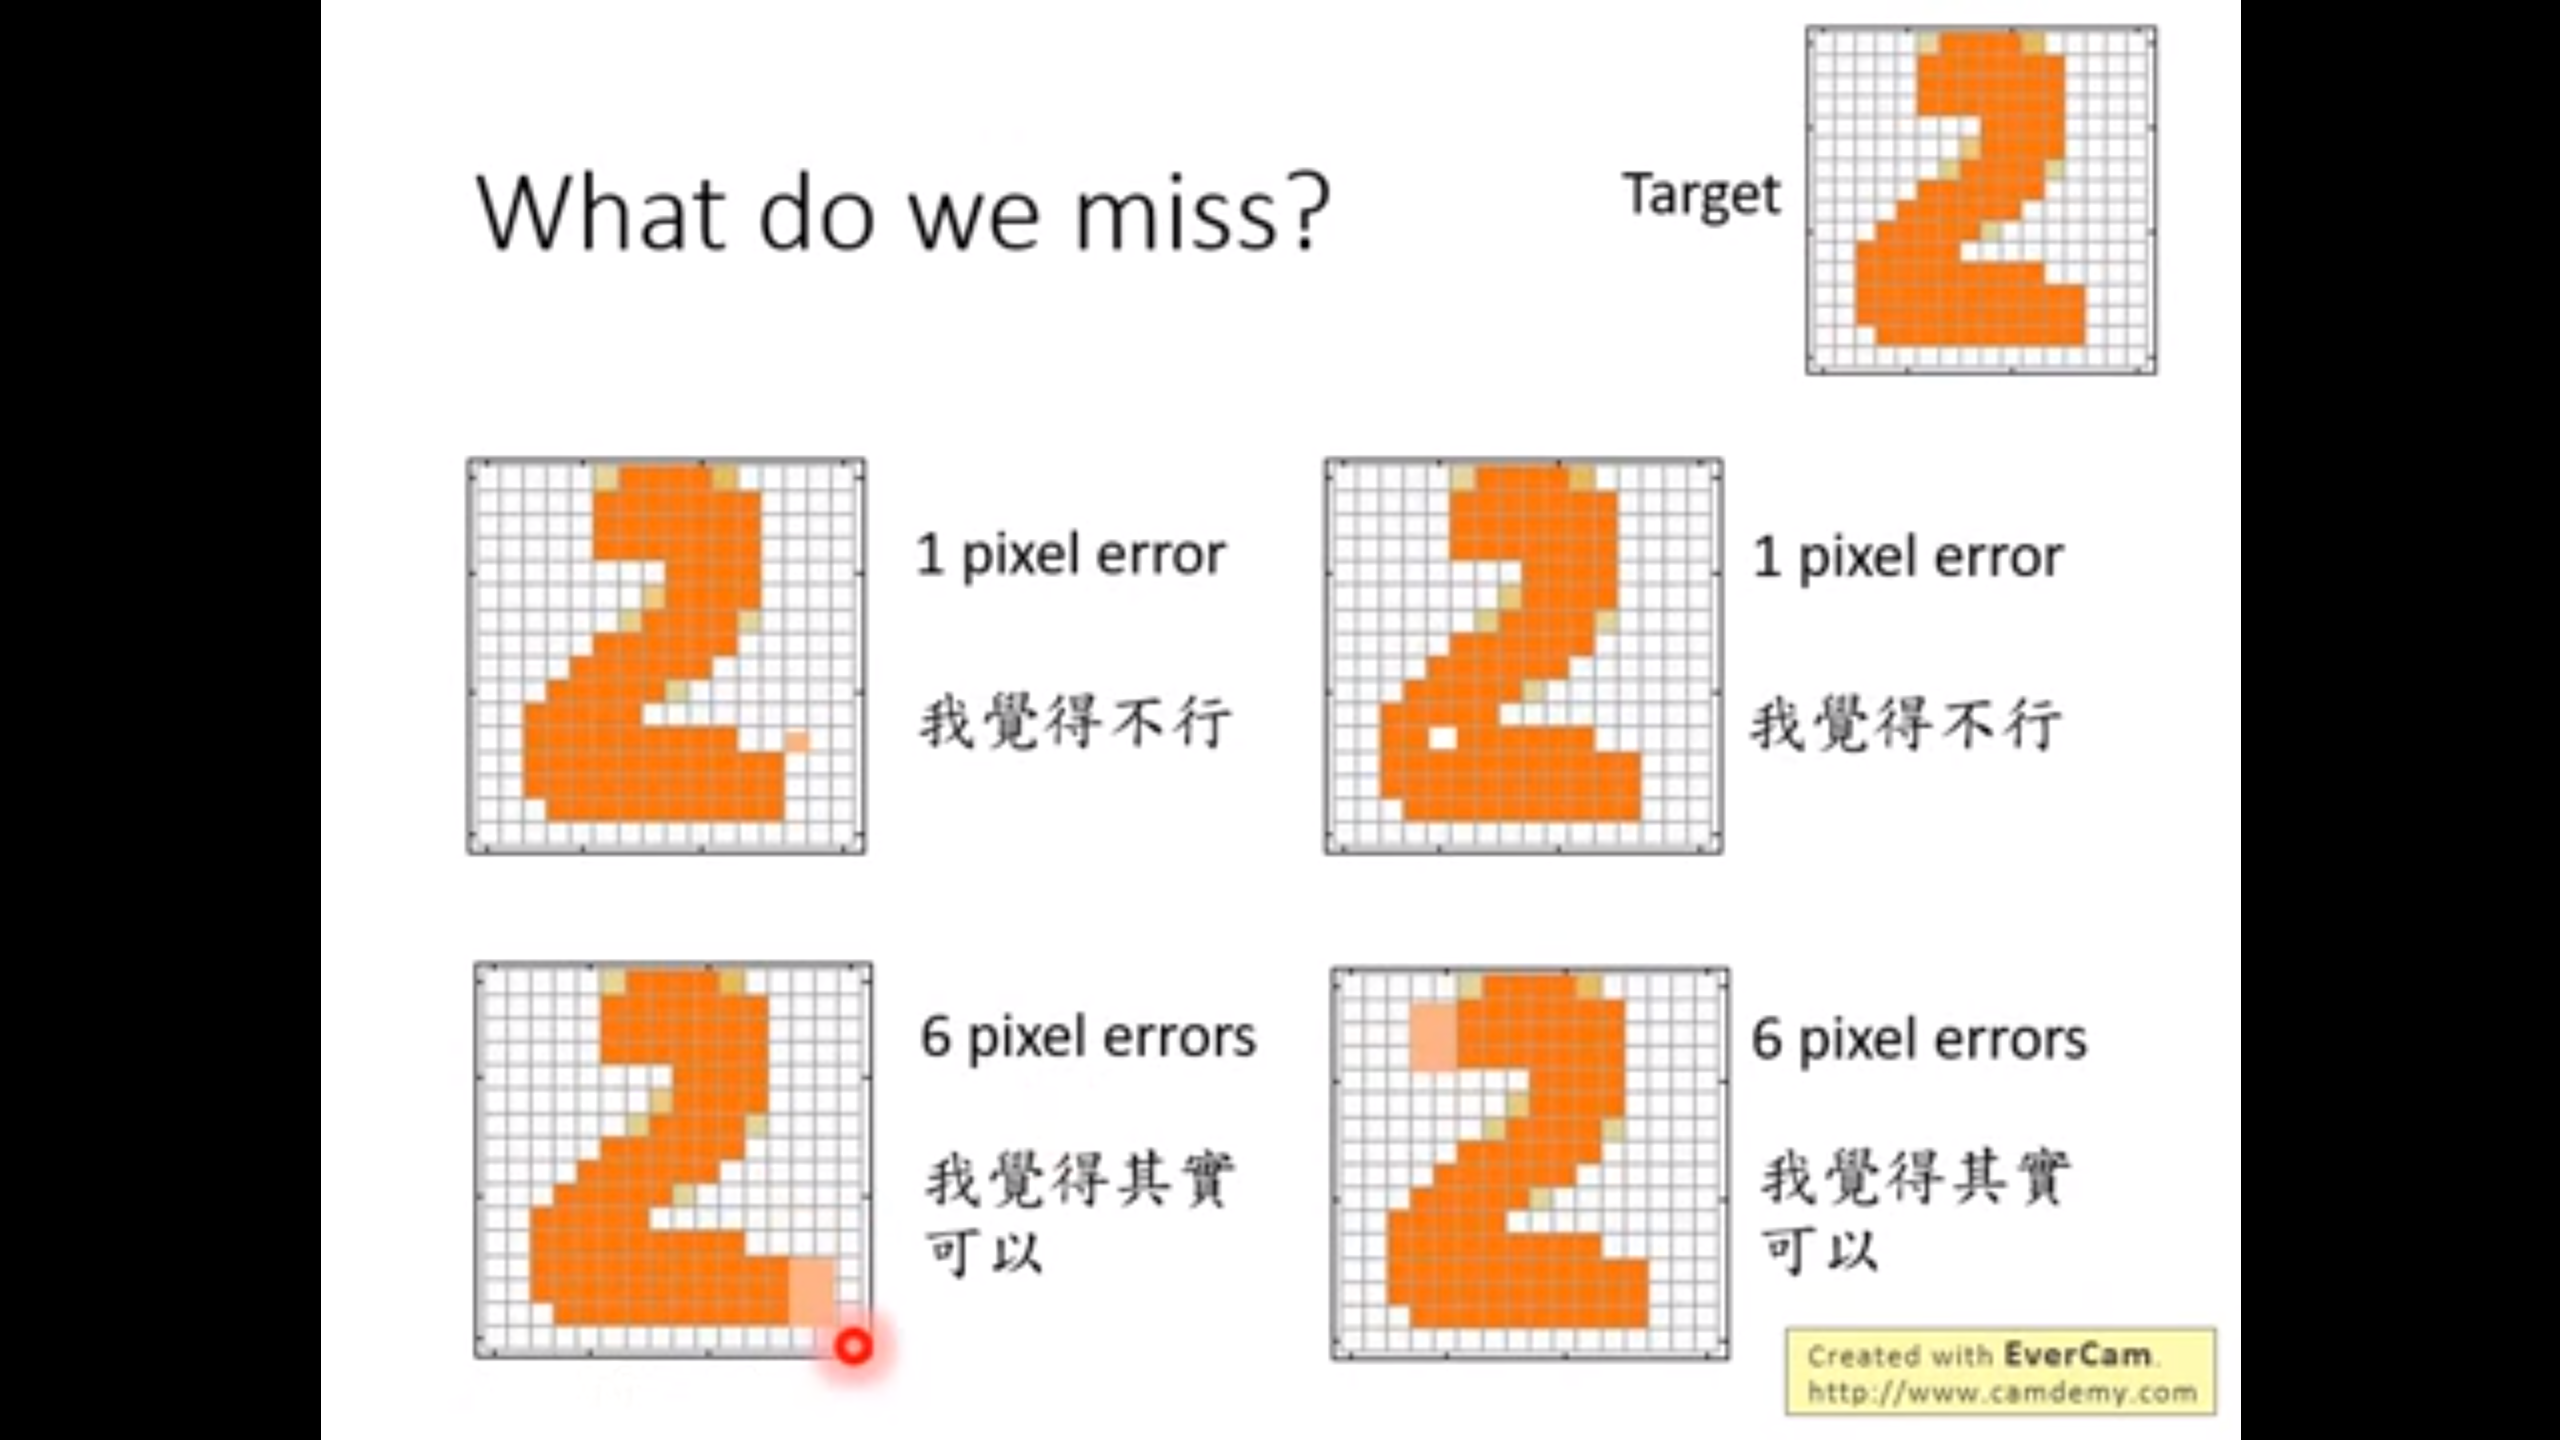 What do we miss?
Target
1 pixel error
我覺得不行
1 pixel error
我覺得不行
6 pixel errors
我覺得其實
可以
6 pixel errors
我覺得其實
可以
Created with EverCam.
http://www.camdemy.com